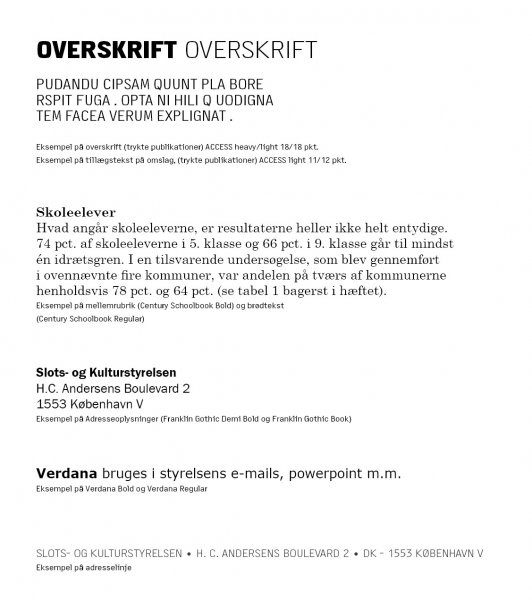 OVERSKRIFT OVERSKRIFT
PUDANDU CIPSAM QUUNT PLA BORE
RSPIT FUGA . OPTA NI HILI Q UODIGNA
TEM FACEA VERUM EXPLIGNAT .
Eksempel på overskrift (trykte publikationer) ACCESS heavy/light 18/18 pkt.
Eksempel på tillægstekst på omslag, (trykte publikationer) ACCESS light 11/12 pkt.
Skoleelever
Hvad angår skoleeleverne, er resultaterne heller ikke helt entydige.
74 pct. af skoleeleverne i 5. klasse og 66 pct. i 9. klasse går til mindst
én idrætsgren. I en tilsvarende undersøgelse, som blev gennemført
i ovennævnte fire kommuner, var andelen på tværs af kommunerne
henholdsvis 78 pct. og 64 pct. (se tabel 1 bagerst i hæftet).
Eksempel på mellemrubrik (Century Schoolbook Bold) og brødtekst
(Century Schoolbook Regular)
Slots- og Kulturstyrelsen
H.C. Andersens Boulevard 2
1553 København V
Eksempel på Adresseoplysninger (Franklin Gothic Demi Bold og Franklin Gothic Book)
Verdana bruges i styrelsens e-mails, powerpoint m.m.
Eksempel på Verdana Bold og Verdana Regular
SLOTS- OG KULTURSTYRELSEN • H. C. ANDERSENS BOULEVARD 2 • DK - 1553 KØBENHAVN V
Eksempel på adresselinje